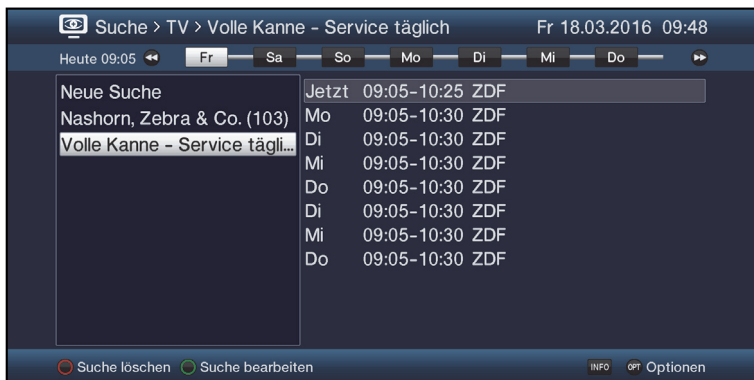 Suche > TV > Volle Kanne - Service täglich Fr 18.03.2016 09:48
Heute 09:05 Fr Sa So Mo Di Mi Do
Neue Suche
Nashorn, Zebra & Co. (103)
Volle Kanne - Service tägli...
Jetzt 09:05-10:25 ZDF
Mo 09:05-10:30 ZDF
Di 09:05-10:30 ZDF
Mi 09:05-10:30 ZDF
Do 09:05-10:30 ZDF
Di 09:05-10:30 ZDF
Mi 09:05-10:30 ZDF
Do 09:05-10:30 ZDF
Suche löschen Suche bearbeiten INFO OPT Optionen